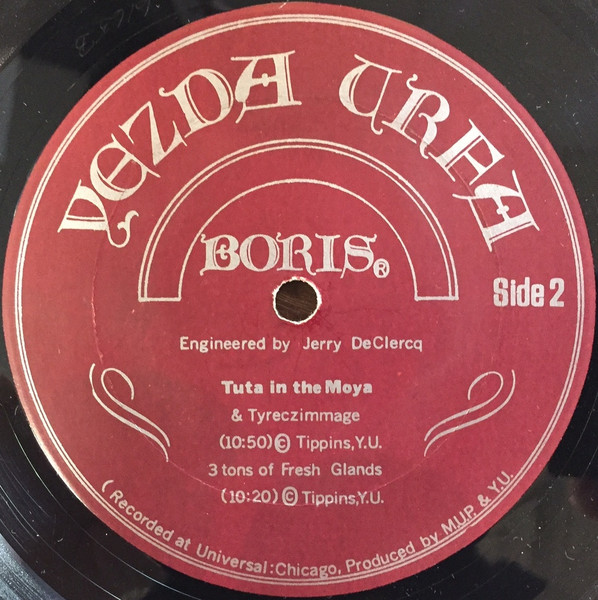 YEZDA URFA
BORIS®
Side 2
Engineered by Jerry DeClercq
Tuta in the Moya
& Tyreczimmage
(10:50) © Tippins, Y.U.
3 tons of Fresh Glands
(10:20) © Tippins, Y.U.
(Recorded at Universal: Chicago, Produced by M.U.P. & Y.U.